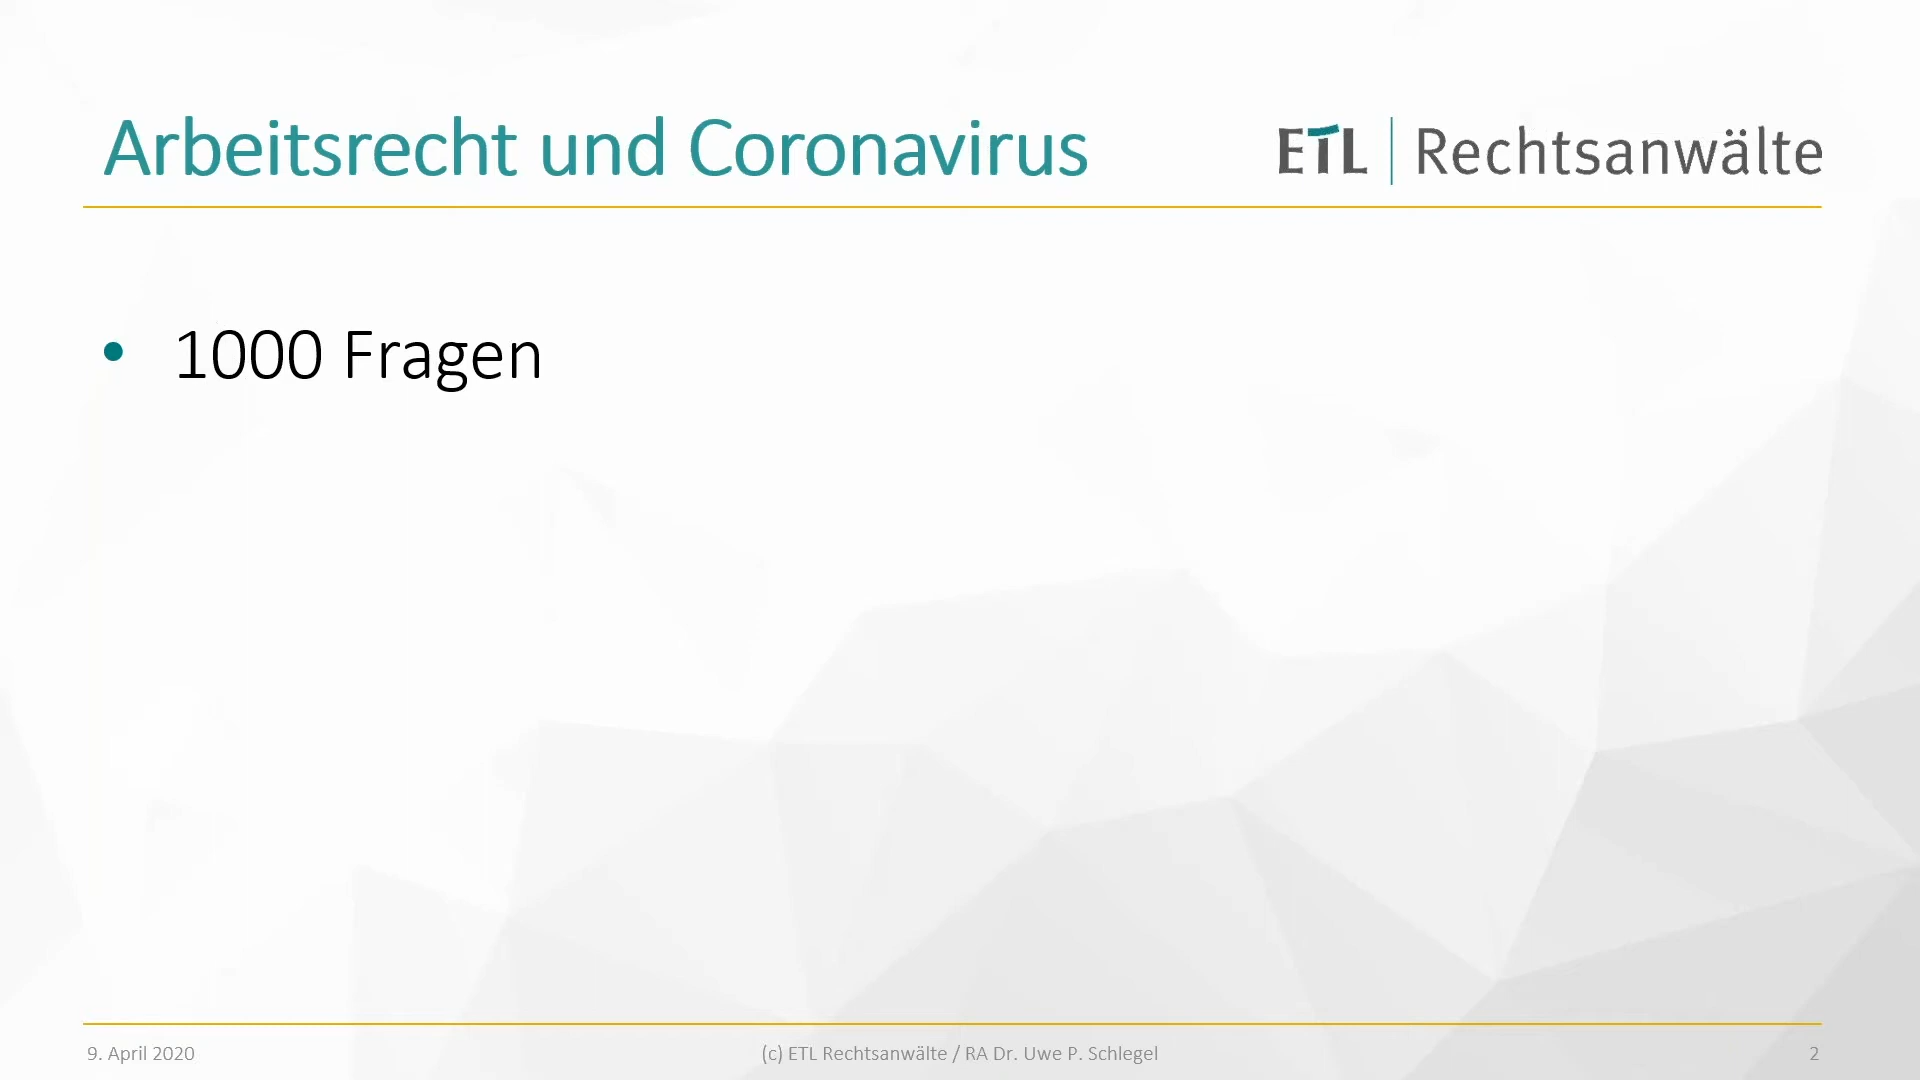 Arbeitsrecht und Coronavirus
ETL | Rechtsanwälte
• 1000 Fragen
9. April 2020
(c) ETL Rechtsanwälte / RA Dr. Uwe P. Schlegel
2